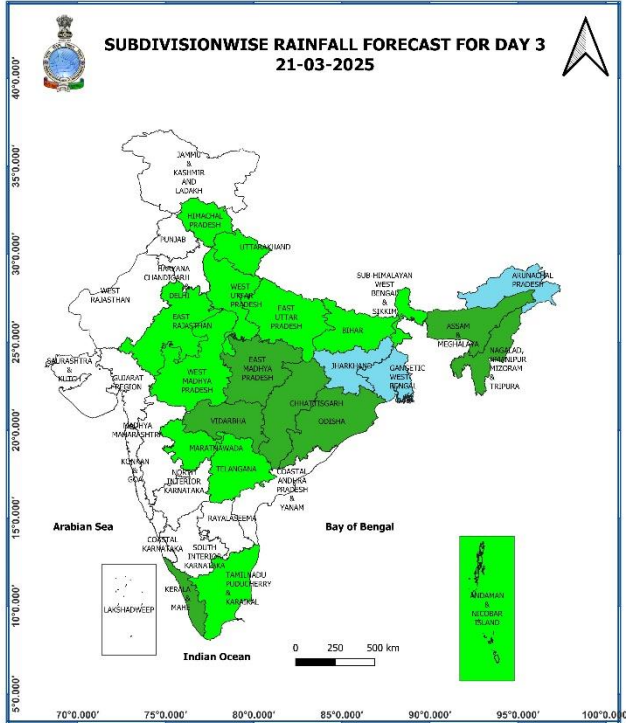 SUBDIVISIONWISE RAINFALL FORECAST FOR DAY 3
21-03-2025
40°0.000'
35°0.000'
30°0.000'
25°0.000'
20°0.000'
15°0.000'
10°0.000'
5°0.000'
JAMMU
&
KASHMIR
AND
LADAKH
HIMACHAL
PRADESH
PUNJAB
UTTARAKHAND
HARYANA
CHANDIGARH
DELHI
WEST
RAJASTHAN
WEST
UTTAR
PRADESH
EAST
RAJASTHAN
EAST
UTTAR
PRADESH
SUB HIMALAYAN
WEST
BENGAL
&
SIKKIM
ARUNACHAL
PRADESH
BIHAR
ASSAM
&
MEGHALAYA
NAGALAD,
MIZORAM
&
TRIPURA
SAURASHTRA
&
KUTCH
GUJARAT
REGION
WEST
MADHYA
PRADESH
EAST
MADHYA
PRADESH
JHARKHAND
GANGETIC
WEST
BENGAL
CHHATTISGARH
ODISHA
VIDARBHA
MADHYA
MAHARASHTRA
MARATHAWADA
TELANGANA
KONKAN
&
GOA
NORTH
INTERIOR
KARNATAKA
COASTAL
ANDHRA
PRADESH
&
YANAM
RAYALASEEMA
Arabian Sea
Bay of Bengal
COASTAL
KARNATAKA
SOUTH
INTERIOR
KARNATAKA
TAMILNADU
PUDUCHERRY
&
KARAIKAL
KERALA
&
MAHE
LAKSHADWEEP
ANDAMAN
&
NICOBAR
ISLAND
Indian Ocean
0 250 500 km
70°0.000' 75°0.000' 80°0.000' 85°0.000' 90°0.000' 95°0.000' 100°0.000'